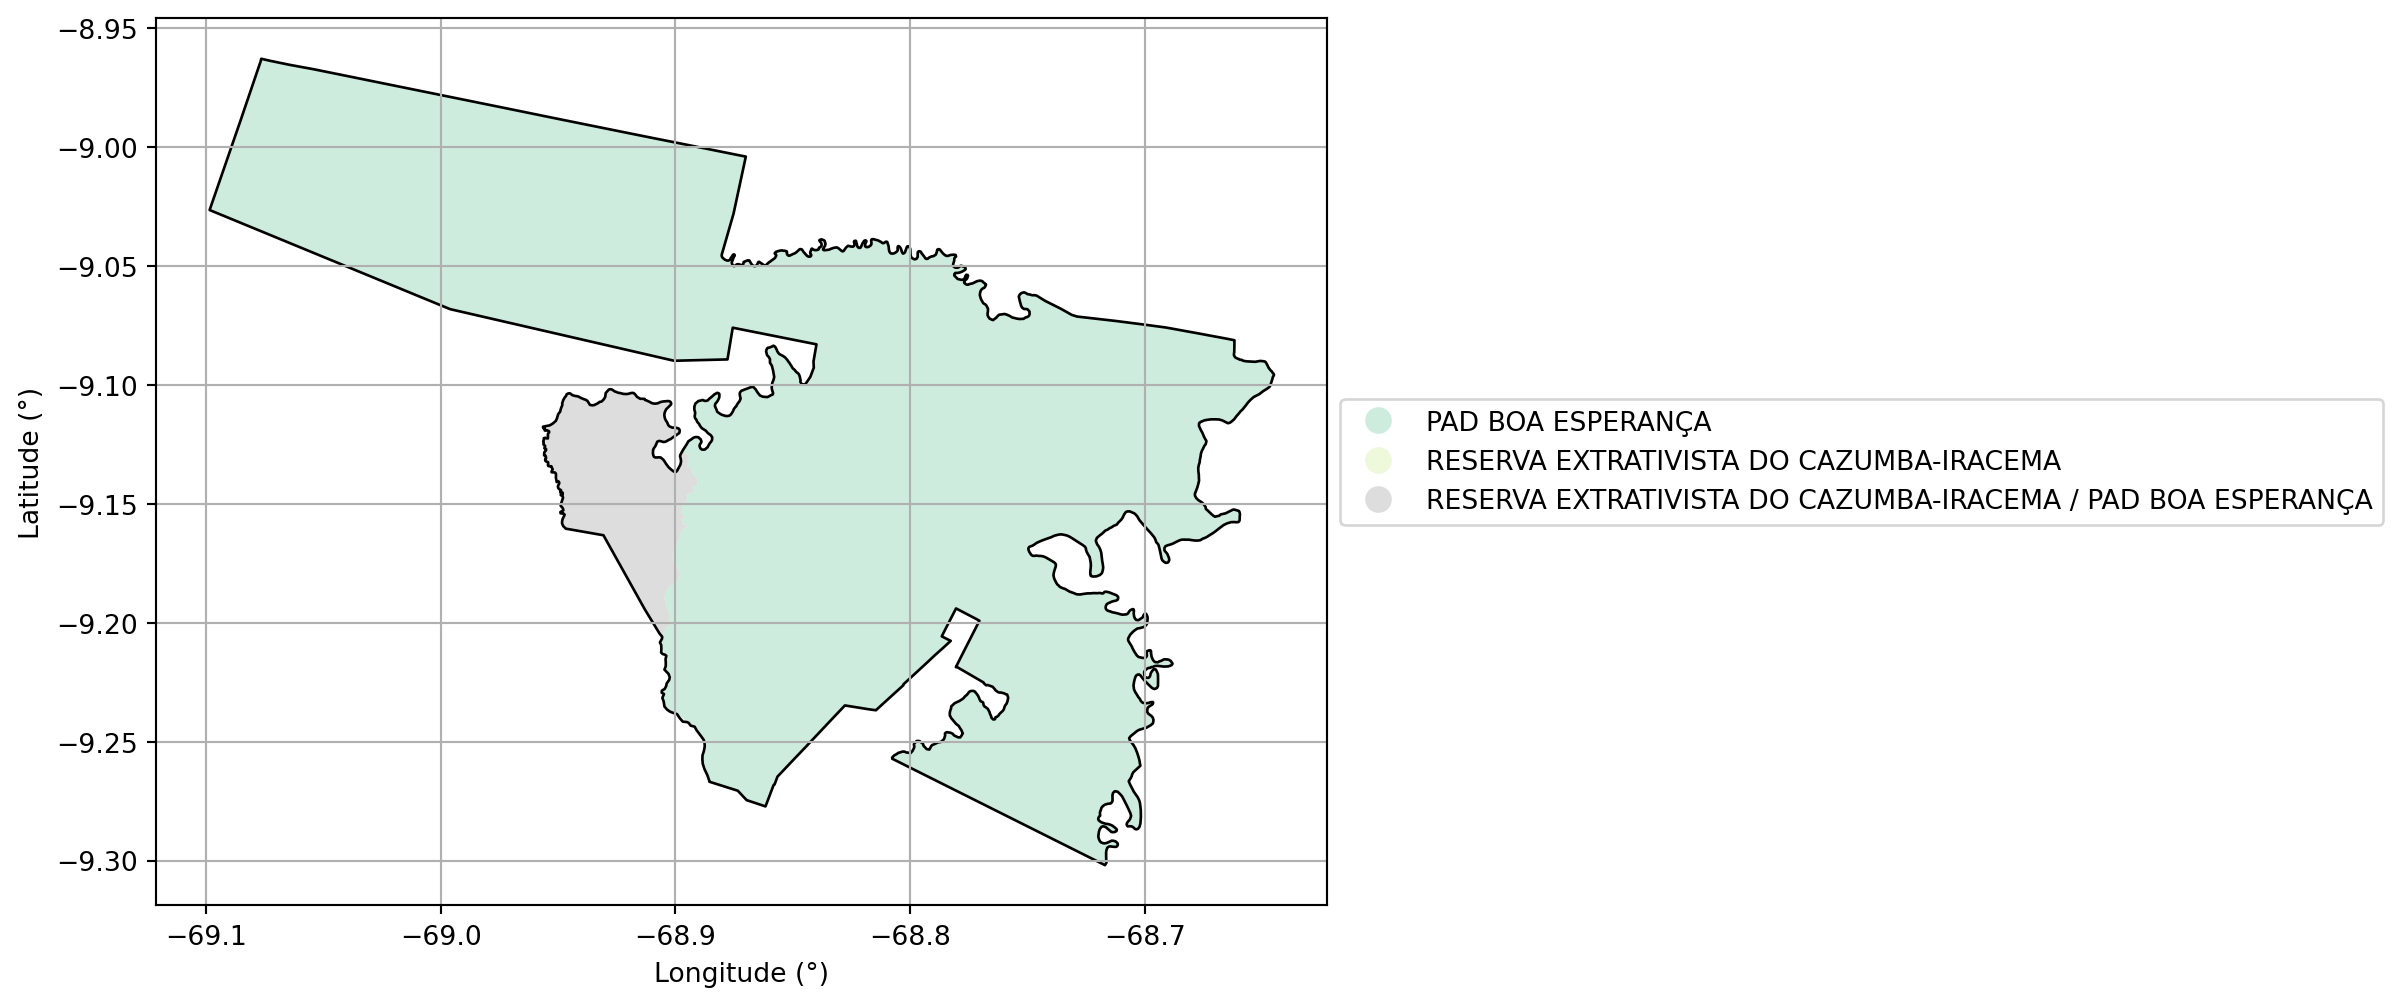 −8.95
−9.00
−9.05
−9.10
−9.15
−9.20
−9.25
−9.30
Latitude (°)
−69.1
−69.0
−68.9
−68.8
−68.7
Longitude (°)
PAD BOA ESPERANÇA
RESERVA EXTRATIVISTA DO CAZUMBA-IRACEMA
RESERVA EXTRATIVISTA DO CAZUMBA-IRACEMA / PAD BOA ESPERANÇA